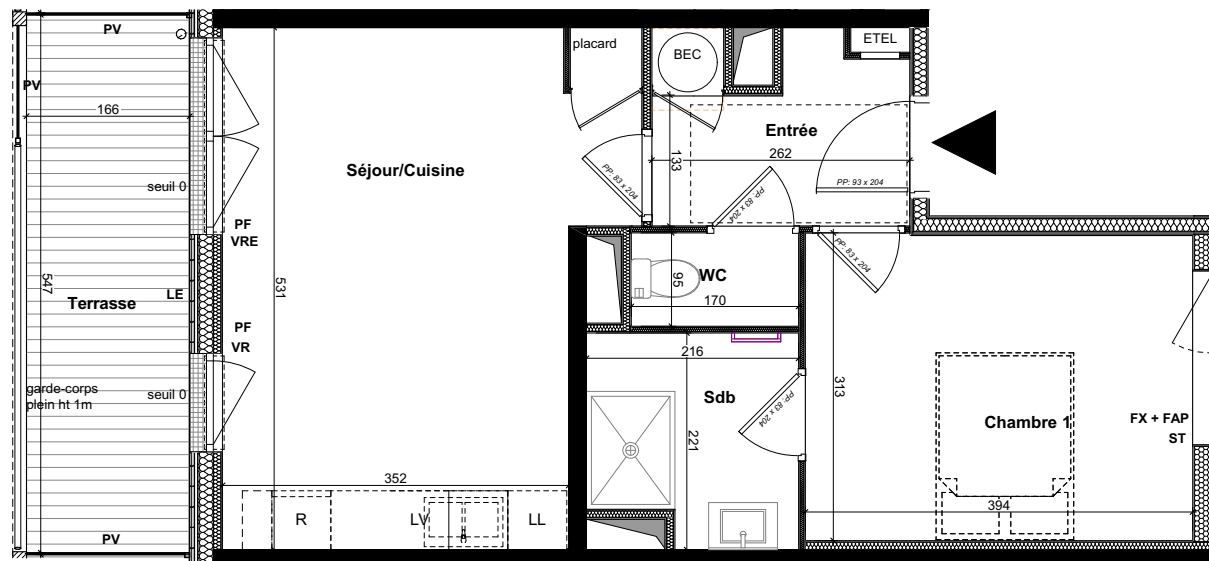 PV
PV
166
seuil 0
547
Terrasse
LE
garde-corps
plein ht 1m
seuil 0
PV
PF
VRE
PF
VR
531
Séjour/Cuisine
placard
PP: 83 x 204
352
R
LV
LL
BEC
ETEL
Entrée
133
262
PP: 83 x 204
PP: 93 x 204
WC
95
170
216
Sdb
221
PP: 83 x 204
PP: 83 x 204
313
Chambre 1
FX + FAP
ST
394